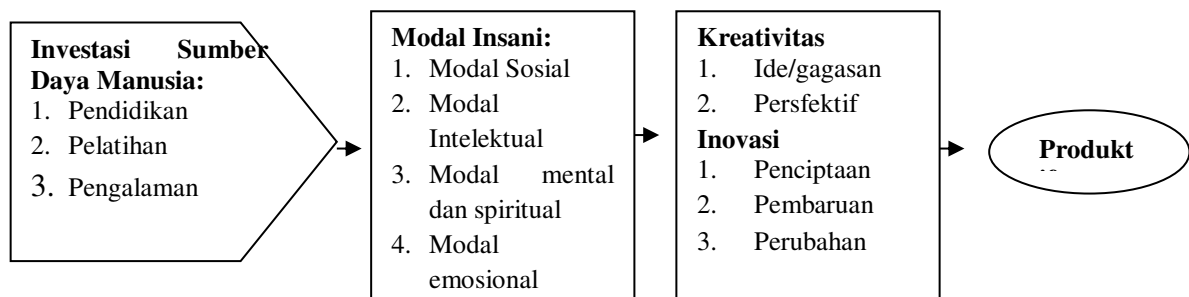 Investasi Sumber
Daya Manusia:
1. Pendidikan
2. Pelatihan
3. Pengalaman
Modal Insani:
1. Modal Sosial
2. Modal
Intelektual
3. Modal mental
dan spiritual
4. Modal
emosional
Kreativitas
1. Ide/gagasan
2. Persfektif
Inovasi
1. Penciptaan
2. Pembaruan
3. Perubahan
Produkt